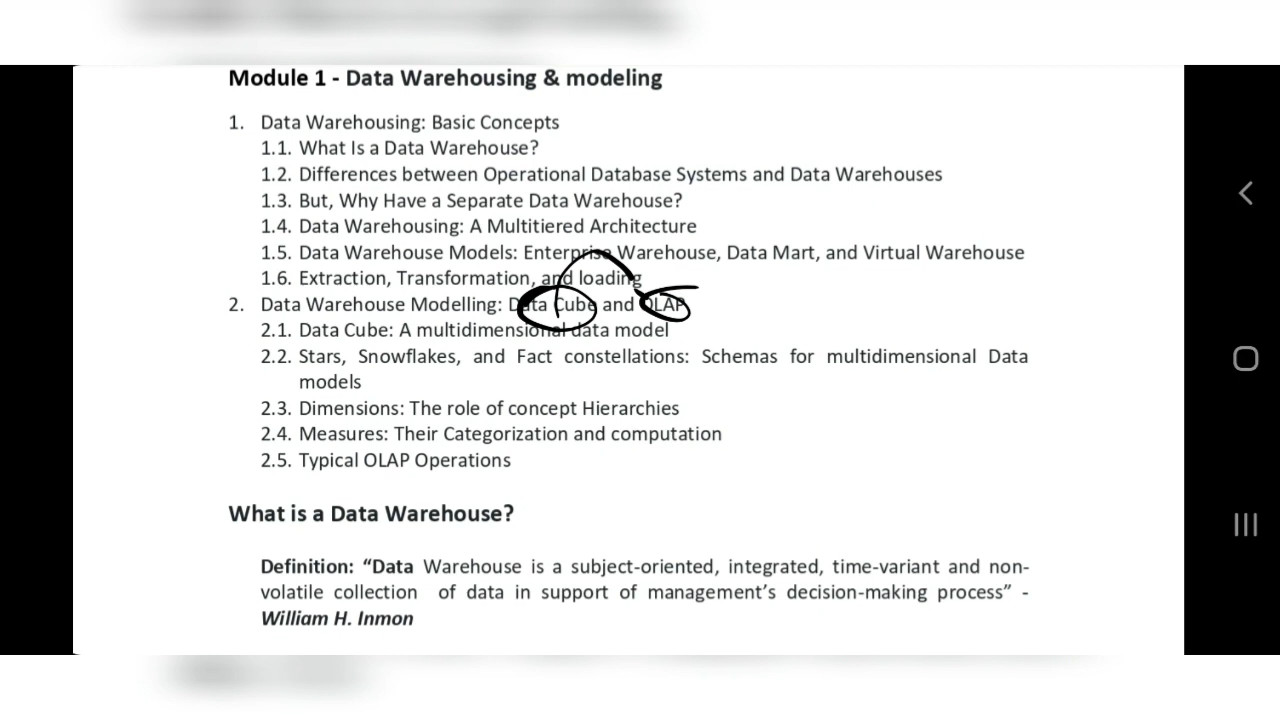 Module 1 - Data Warehousing & modeling
1. Data Warehousing: Basic Concepts
1.1. What Is a Data Warehouse?
1.2. Differences between Operational Database Systems and Data Warehouses
1.3. But, Why Have a Separate Data Warehouse?
1.4. Data Warehousing: A Multitiered Architecture
1.5. Data Warehouse Models: Enterprise Warehouse, Data Mart, and Virtual Warehouse
1.6. Extraction, Transformation, and loading
2. Data Warehouse Modelling: Data Cube and OLAP
2.1. Data Cube: A multidimensional data model
2.2. Stars, Snowflakes, and Fact constellations: Schemas for multidimensional Data
models
2.3. Dimensions: The role of concept Hierarchies
2.4. Measures: Their Categorization and computation
2.5. Typical OLAP Operations
What is a Data Warehouse?
Definition: “Data Warehouse is a subject-oriented, integrated, time-variant and non-
volatile collection of data in support of management’s decision-making process” -
William H. Inmon